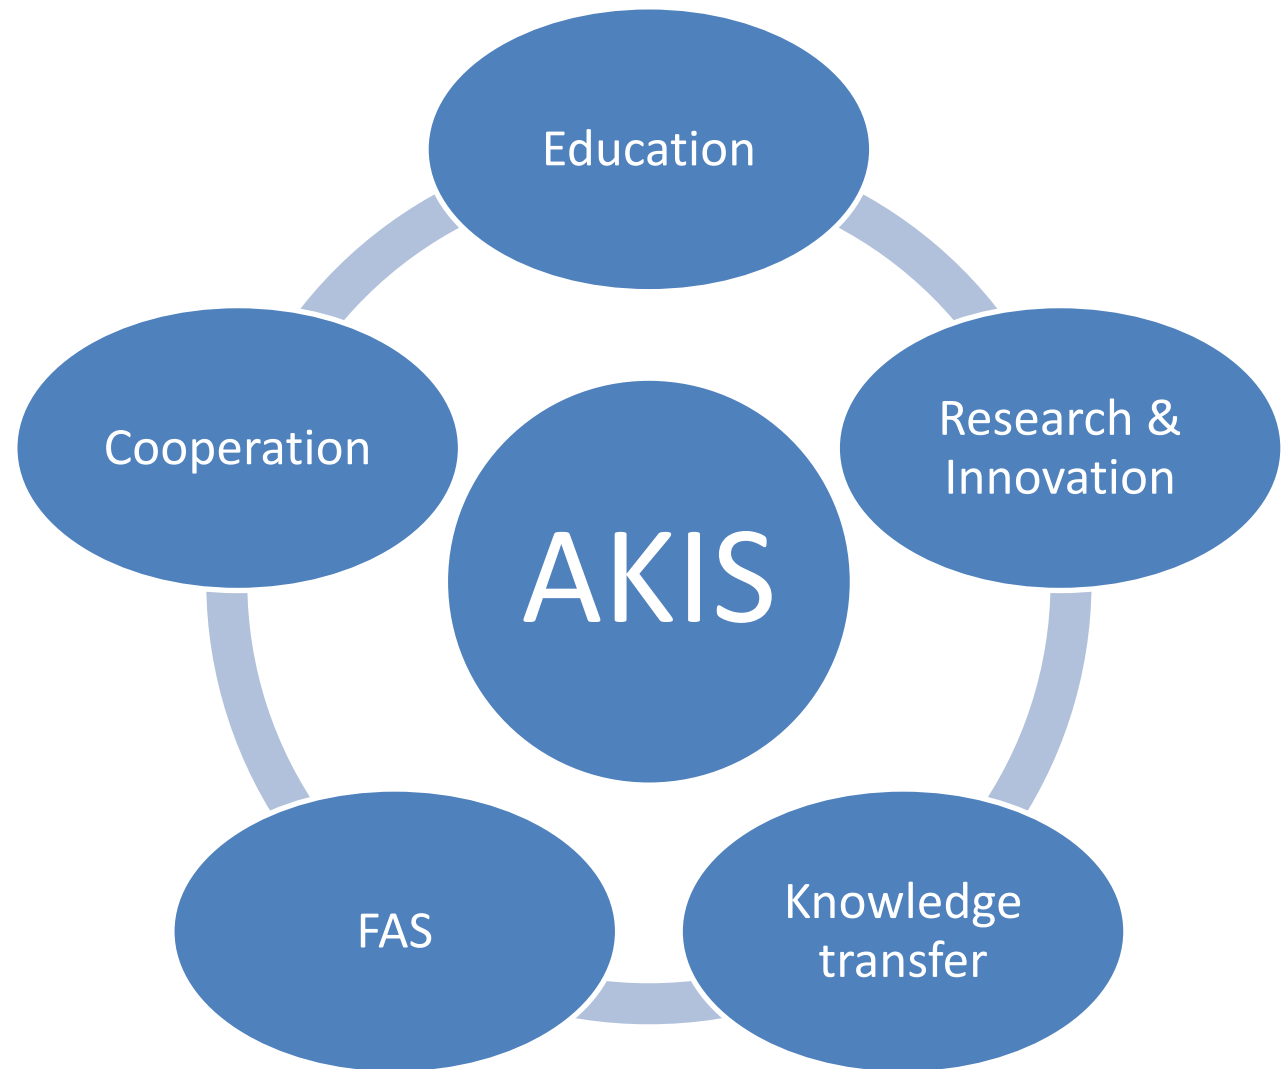 Education
Research &
Innovation
Cooperation
AKIS
Knowledge
transfer
FAS